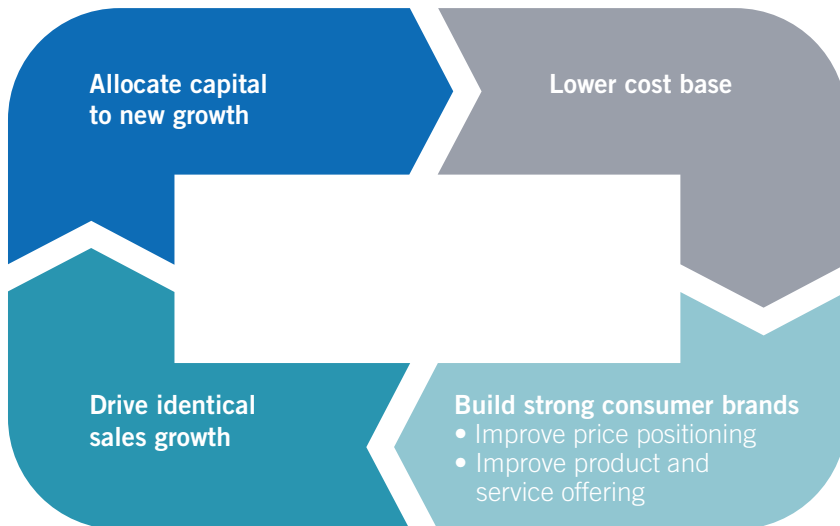 Allocate capital
to new growth
Lower cost base
Drive identical
sales growth
Build strong consumer brands
• Improve price positioning
• Improve product and
service offering